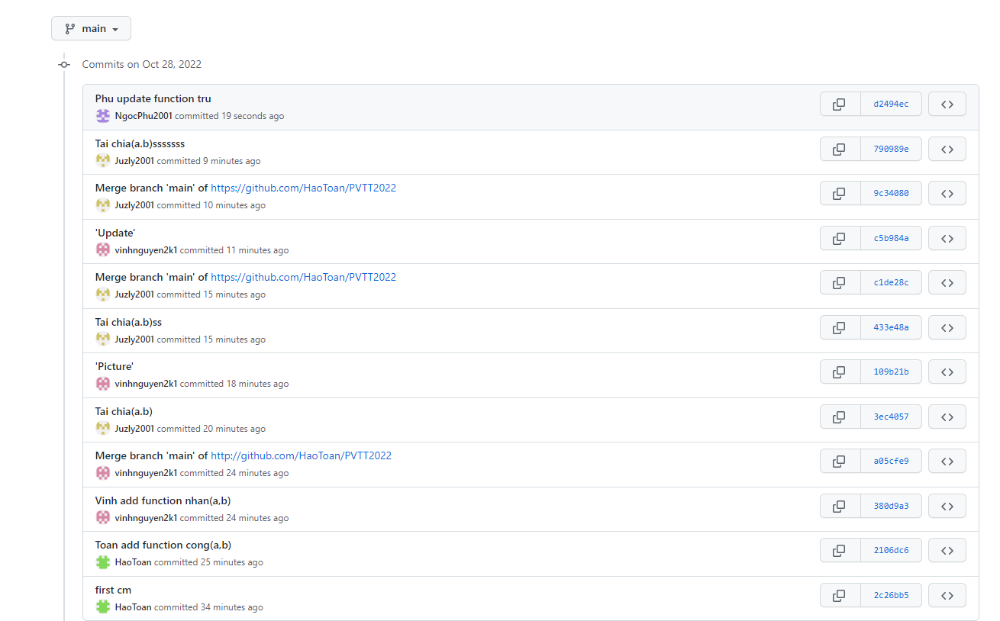 main
Commits on Oct 28, 2022
Phu update function tru
NgocPhu2001 committed 19 seconds ago
d2494ec
Tai chia(a.b)sssssss
Juzly2001 committed 9 minutes ago
790989e
Merge branch 'main' of https://github.com/HaoToan/PVTT2022
Juzly2001 committed 10 minutes ago
9c34080
'Update'
vinhnguyen2k1 committed 11 minutes ago
c5b984a
Merge branch 'main' of https://github.com/HaoToan/PVTT2022
Juzly2001 committed 15 minutes ago
c1de28c
Tai chia(a.b)ss
Juzly2001 committed 15 minutes ago
433e48a
'Picture'
vinhnguyen2k1 committed 18 minutes ago
109b21b
Tai chia(a.b)
Juzly2001 committed 20 minutes ago
3ec4057
Merge branch 'main' of http://github.com/HaoToan/PVTT2022
vinhnguyen2k1 committed 24 minutes ago
a05cfe9
Vinh add function nhan(a,b)
vinhnguyen2k1 committed 24 minutes ago
380d9a3
Toan add function cong(a,b)
HaoToan committed 25 minutes ago
2106dc6
first cm
HaoToan committed 34 minutes ago
2c26bb5